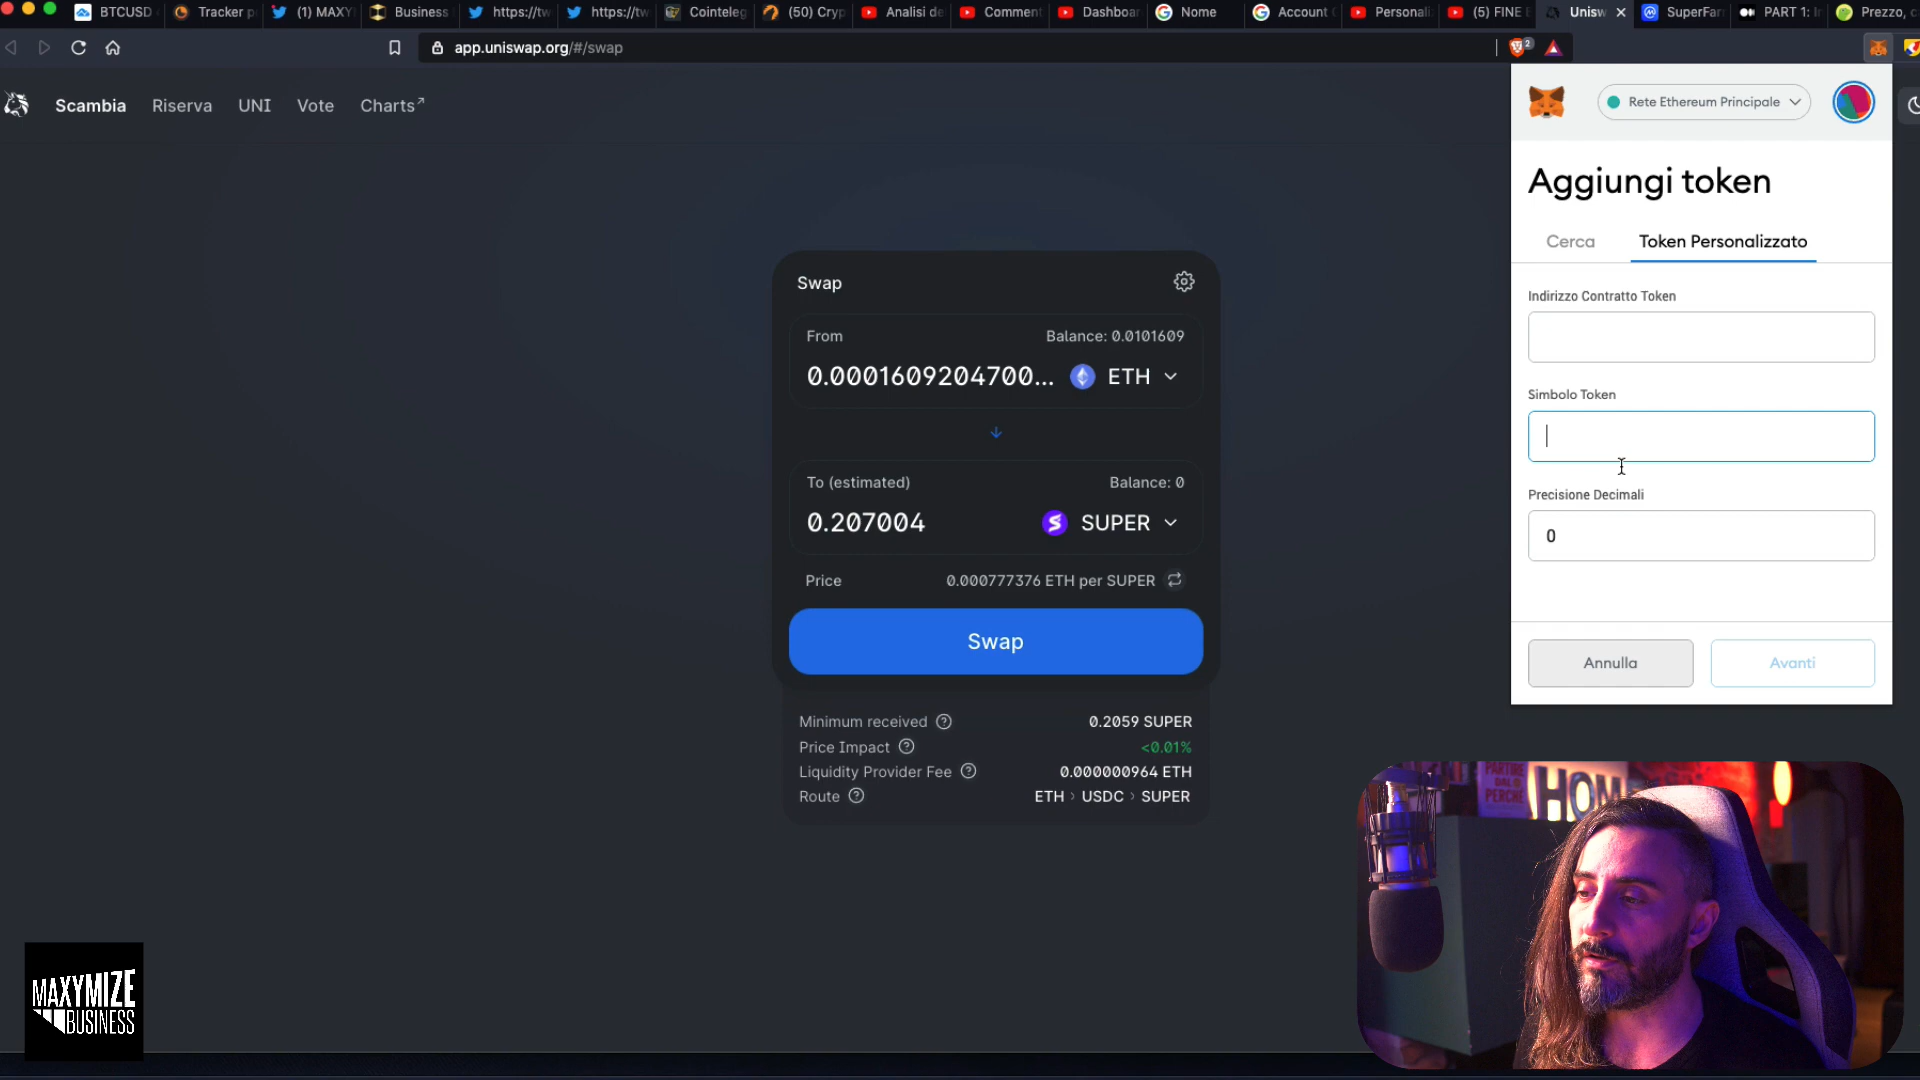 BTCUSD
Tracker p
(1) MAXY
Business
https://tw
https://tw
Cointeleg
(50) Cryp
Analisi de
Comment
Dashboar
Nome
Account
Personali
(5) FINE
Unisw
SuperFar
PART 1: I
Prezzo, c
app.uniswap.org/#/swap
2
Scambia
Riserva
UNI
Vote
Charts↗
Rete Ethereum Principale
Aggiungi token
Cerca
Token Personalizzato
Indirizzo Contratto Token
Simbolo Token
Precisione Decimali
0
Annulla
Avanti
Swap
From
Balance: 0.0101609
0.0001609204700...
ETH
To (estimated)
Balance: 0
0.207004
SUPER
Price
0.000777376 ETH per SUPER
Swap
Minimum received
0.2059 SUPER
Price Impact
<0.01%
Liquidity Provider Fee
0.000000964 ETH
Route
ETH › USDC › SUPER
PARTIRE
DAL
PERCHÉ
HOM
MAXYMIZE
BUSINESS